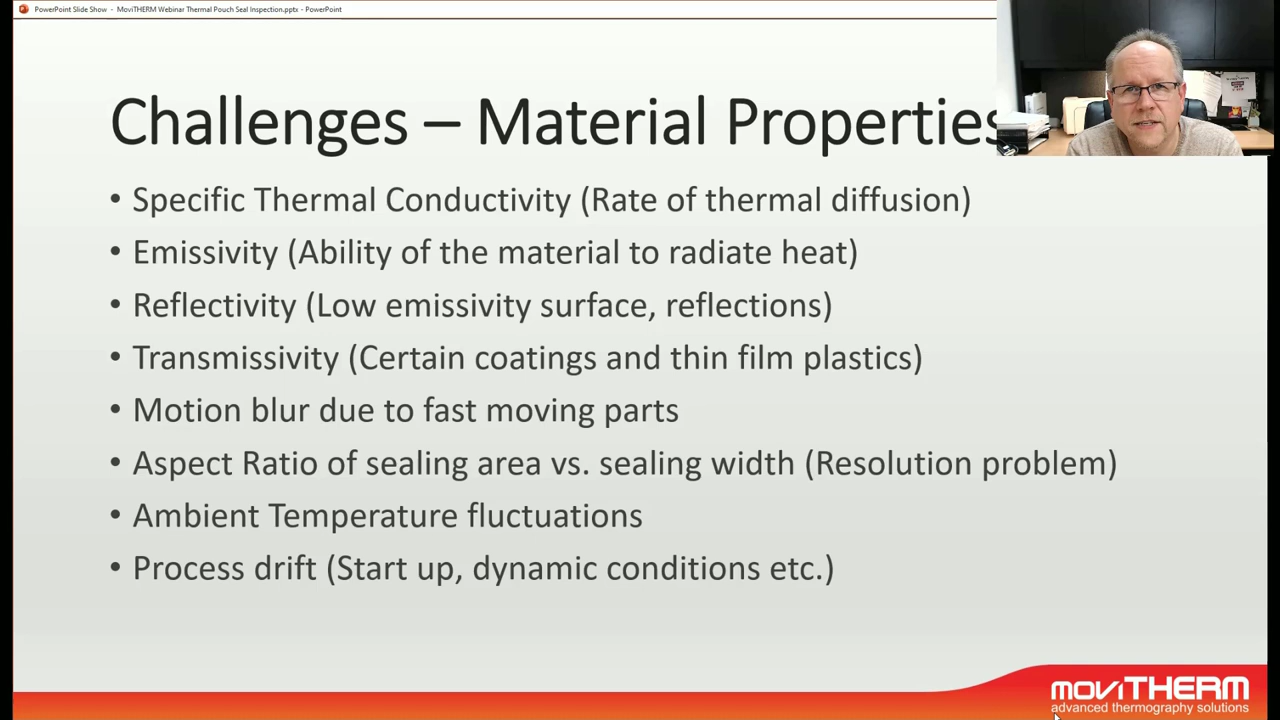 PowerPoint Slide Show - MoviTHERM Webinar Thermal Pouch Seal Inspection.pptx - PowerPoint
Challenges – Material Properties
• Specific Thermal Conductivity (Rate of thermal diffusion)
• Emissivity (Ability of the material to radiate heat)
• Reflectivity (Low emissivity surface, reflections)
• Transmissivity (Certain coatings and thin film plastics)
• Motion blur due to fast moving parts
• Aspect Ratio of sealing area vs. sealing width (Resolution problem)
• Ambient Temperature fluctuations
• Process drift (Start up, dynamic conditions etc.)
moviTHERM
advanced thermography solutions